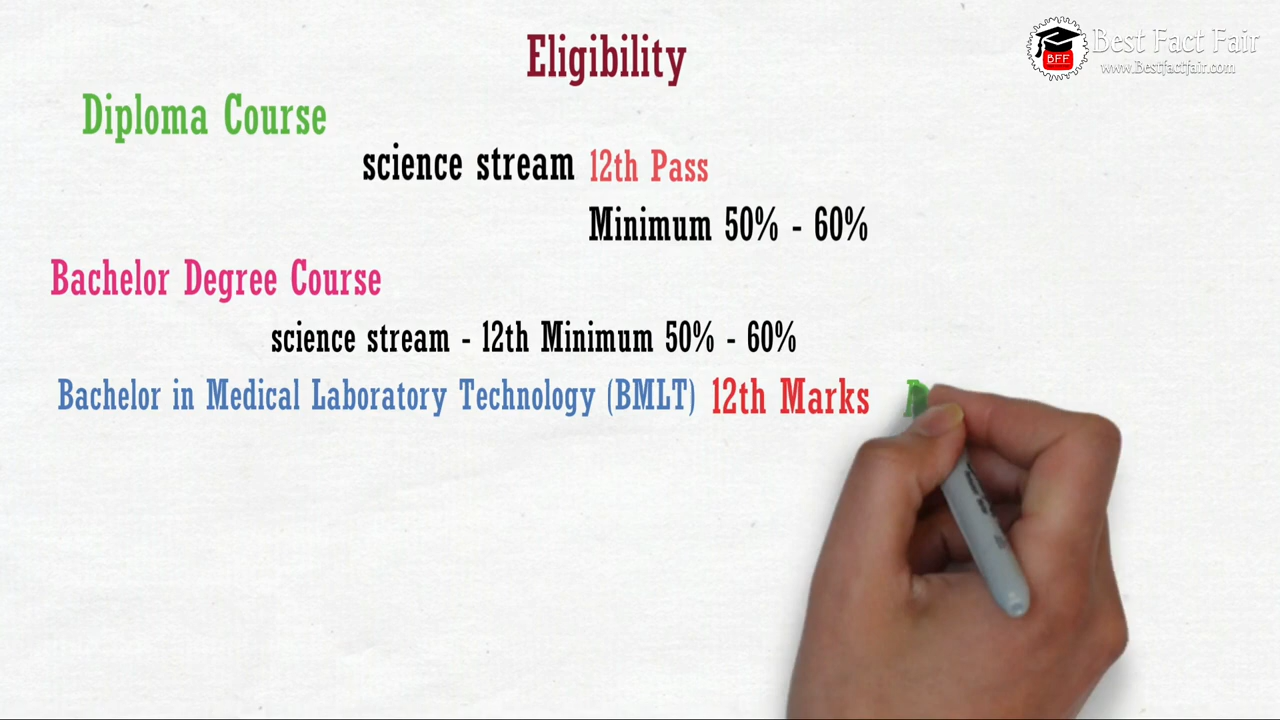 Eligibility
Best Fact Fair
BFF
www.Bestfactfair.com
Diploma Course
science stream 12th Pass
Minimum 50% - 60%
Bachelor Degree Course
science stream - 12th Minimum 50% - 60%
Bachelor in Medical Laboratory Technology (BMLT) 12th Marks